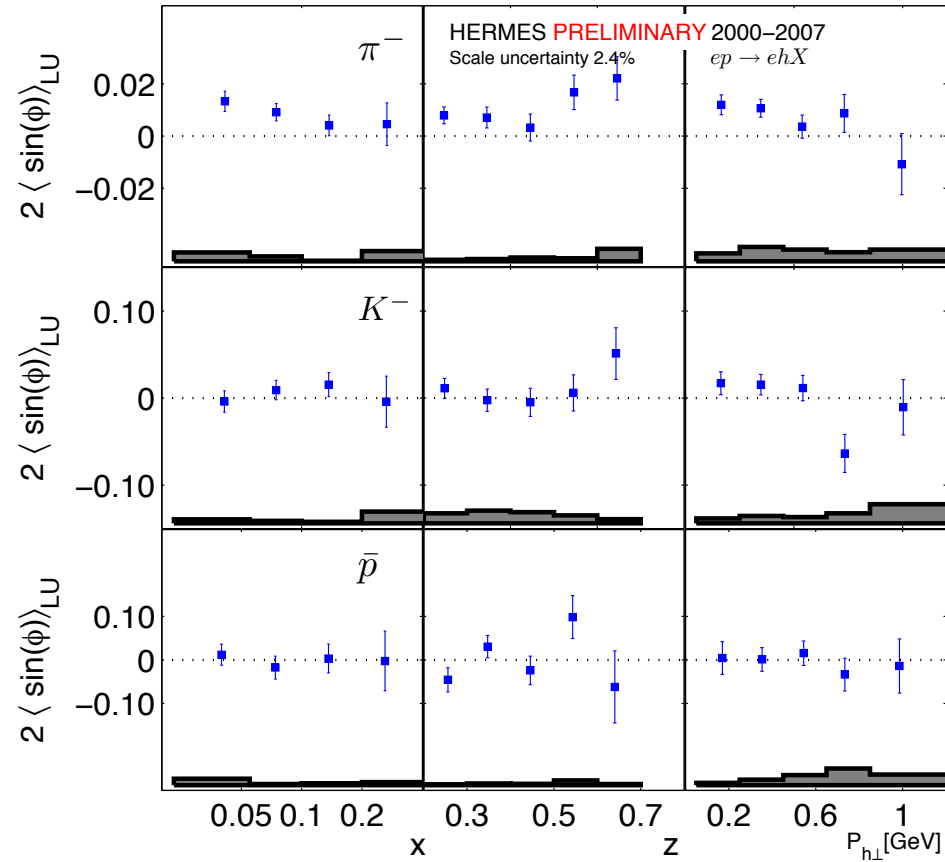 HERMES PRELIMINARY 2000−2007
Scale uncertainty 2.4%
ep → ehX
π−
2 ⟨ sin(ϕ)⟩LU
0.02
0
−0.02
K−
2 ⟨ sin(ϕ)⟩LU
0.10
0
−0.10
p̄
2 ⟨ sin(ϕ)⟩LU
0.10
0
−0.10
0.05 0.1 0.2 0.3 0.5 0.7 0.2 0.6 1
x z Ph⊥[GeV]